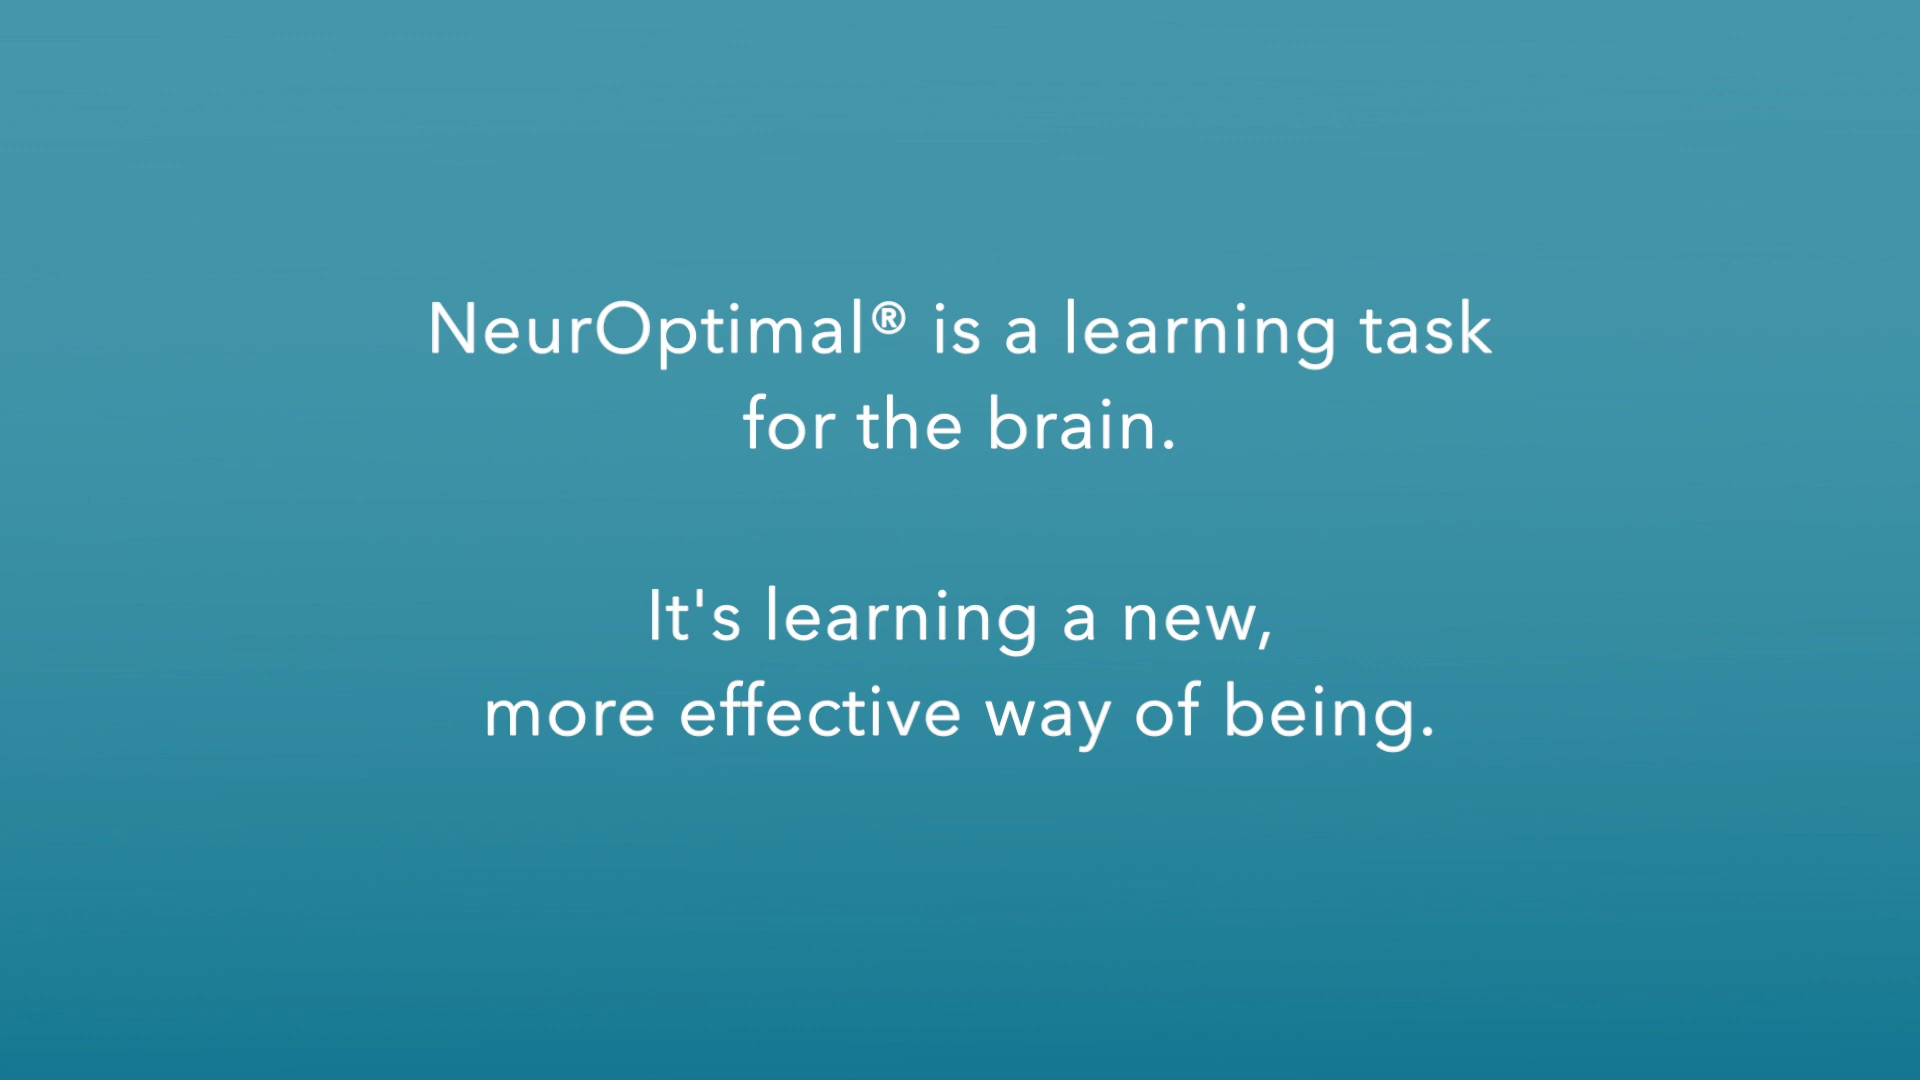 NeurOptimal® is a learning task
for the brain.
It's learning a new,
more effective way of being.